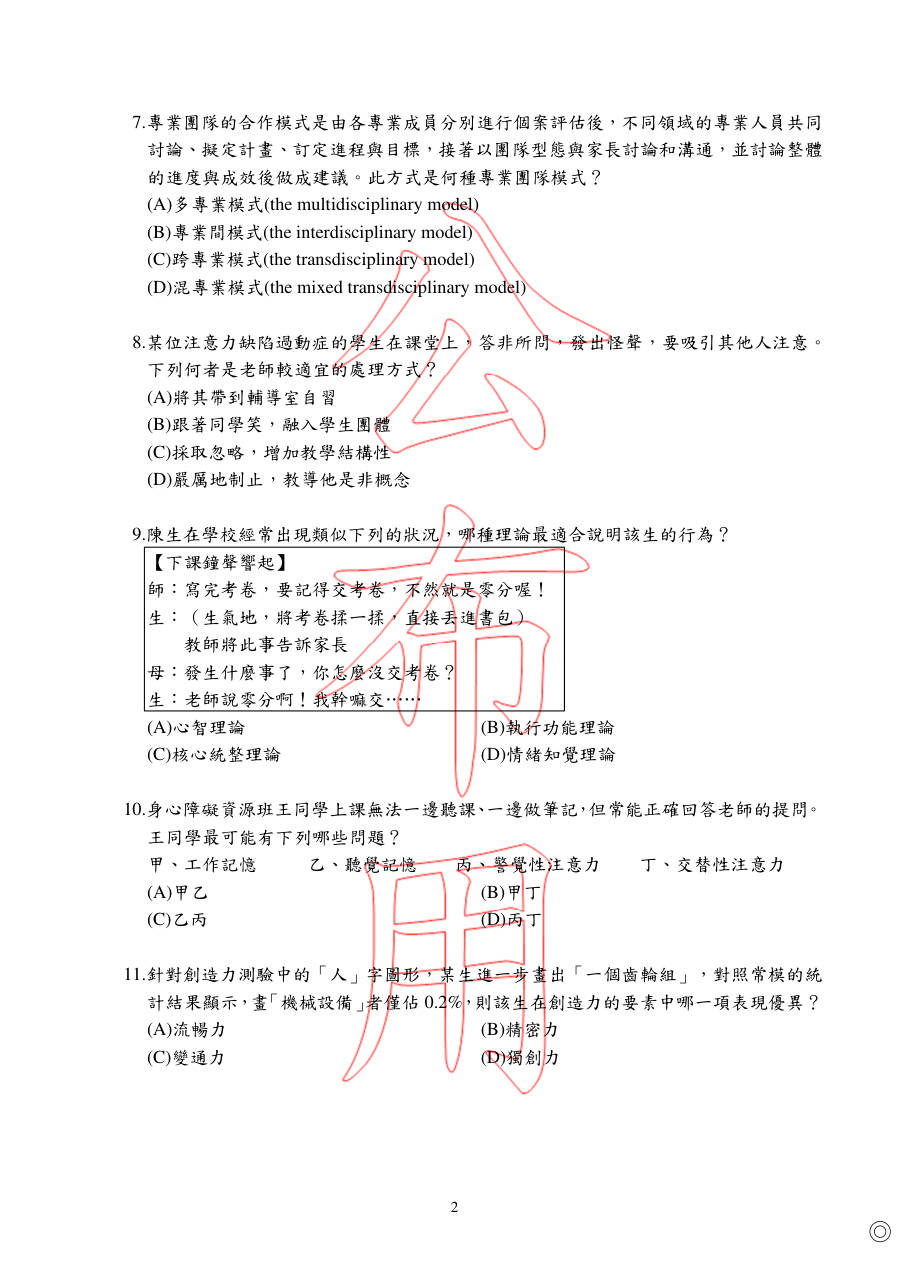 7.專業團隊的合作模式是由各專業成員分別進行個案評估後，不同領域的專業人員共同
討論、擬定計畫、訂定進程與目標，接著以團隊型態與家長討論和溝通，並討論整體
的進度與成效後做成建議。此方式是何種專業團隊模式？
(A)多專業模式(the multidisciplinary model)
(B)專業間模式(the interdisciplinary model)
(C)跨專業模式(the transdisciplinary model)
(D)混專業模式(the mixed transdisciplinary model)
8.某位注意力缺陷過動症的學生在課堂上，答非所問，發出怪聲，要吸引其他人注意。
下列何者是老師較適宜的處理方式？
(A)將其帶到輔導室自習
(B)跟著同學笑，融入學生團體
(C)採取忽略，增加教學結構性
(D)嚴厲地制止，教導他是非概念
9.陳生在學校經常出現類似下列的狀況，哪種理論最適合說明該生的行為？
【下課鐘聲響起】
師：寫完考卷，要記得交考卷，不然就是零分喔！
生：（生氣地，將考卷揉一揉，直接丟進書包）
教師將此事告訴家長
母：發生什麼事了，你怎麼沒交考卷？
生：老師說零分啊！我幹嘛交……
(A)心智理論 (B)執行功能理論
(C)核心統整理論 (D)情緒知覺理論
10.身心障礙資源班王同學上課無法一邊聽課、一邊做筆記，但常能正確回答老師的提問。
王同學最可能有下列哪些問題？
甲、工作記憶 乙、聽覺記憶 丙、警覺性注意力 丁、交替性注意力
(A)甲乙 (B)甲丁
(C)乙丙 (D)丙丁
11.針對創造力測驗中的「人」字圖形，某生進一步畫出「一個齒輪組」，對照常模的統
計結果顯示，畫「機械設備」者僅佔 0.2%，則該生在創造力的要素中哪一項表現優異？
(A)流暢力 (B)精密力
(C)變通力 (D)獨創力
公布用
2